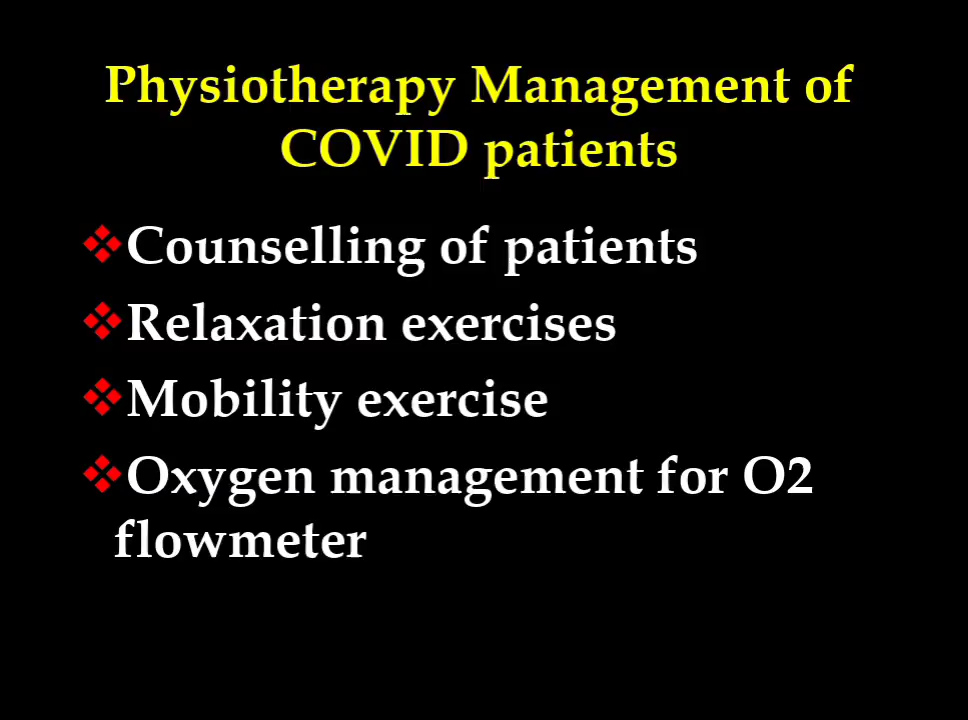 Physiotherapy Management of
COVID patients
❖Counselling of patients
❖Relaxation exercises
❖Mobility exercise
❖Oxygen management for O2
flowmeter